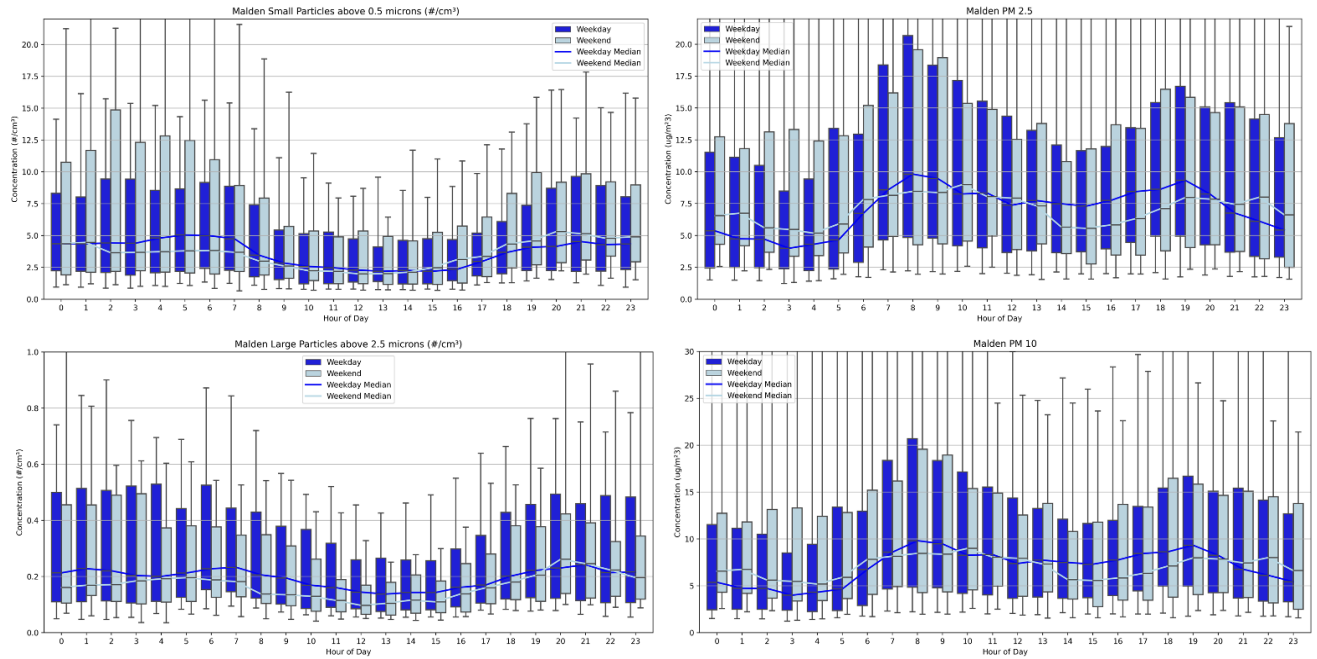 Malden Small Particles above 0.5 microns (#/cm³)
Weekday
Weekend
Weekday Median
Weekend Median
Concentration (#/cm³)
20.0
17.5
15.0
12.5
10.0
7.5
5.0
2.5
0.0
0 1 2 3 4 5 6 7 8 9 10 11 12 13 14 15 16 17 18 19 20 21 22 23
Hour of Day
Malden PM 2.5
Weekday
Weekend
Weekday Median
Weekend Median
Concentration (ug/m³3)
20.0
17.5
15.0
12.5
10.0
7.5
5.0
2.5
0.0
0 1 2 3 4 5 6 7 8 9 10 11 12 13 14 15 16 17 18 19 20 21 22 23
Hour of Day
Malden Large Particles above 2.5 microns (#/cm³)
Weekday
Weekend
Weekday Median
Weekend Median
Concentration (#/cm³)
1.0
0.8
0.6
0.4
0.2
0.0
0 1 2 3 4 5 6 7 8 9 10 11 12 13 14 15 16 17 18 19 20 21 22 23
Hour of Day
Malden PM 10
Weekday
Weekend
Weekday Median
Weekend Median
Concentration (ug/m³3)
30
25
20
15
10
5
0
0 1 2 3 4 5 6 7 8 9 10 11 12 13 14 15 16 17 18 19 20 21 22 23
Hour of Day